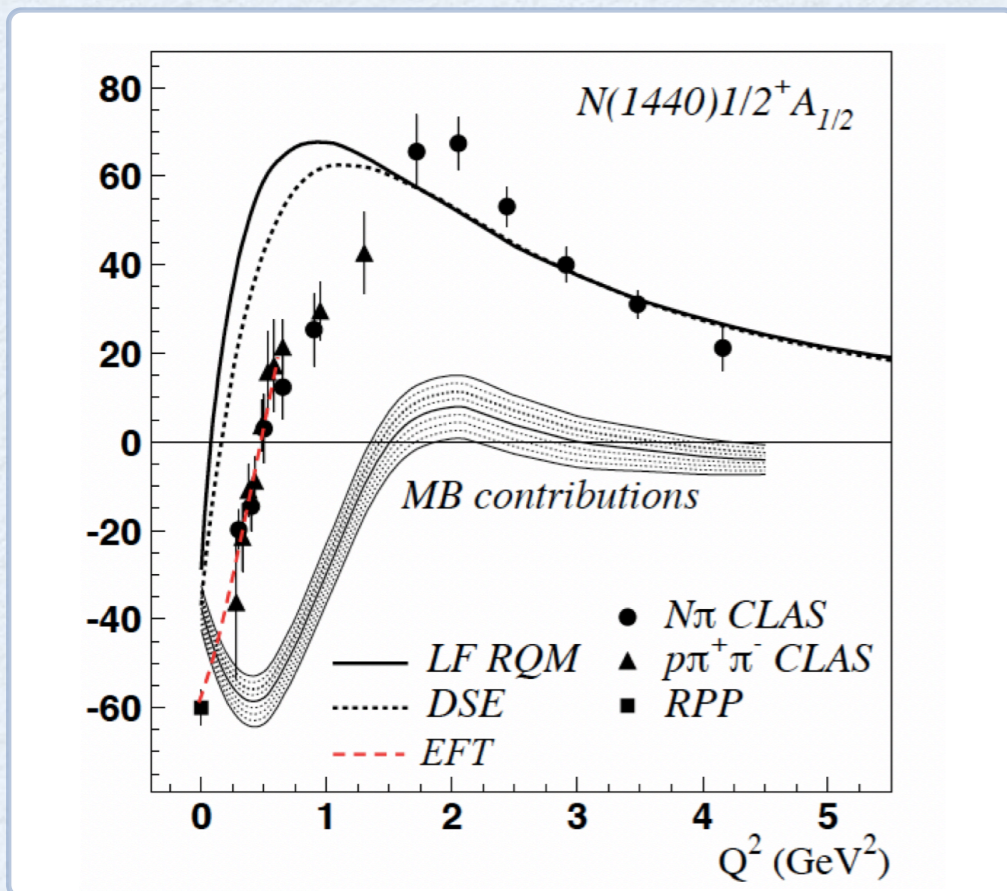 N(1440)1/2⁺A₁/₂
80
60
40
20
0
-20
-40
-60
MB contributions
LF RQM
DSE
EFT
Nπ CLAS
pπ⁺π⁻ CLAS
RPP
0 1 2 3 4 5
Q² (GeV²)